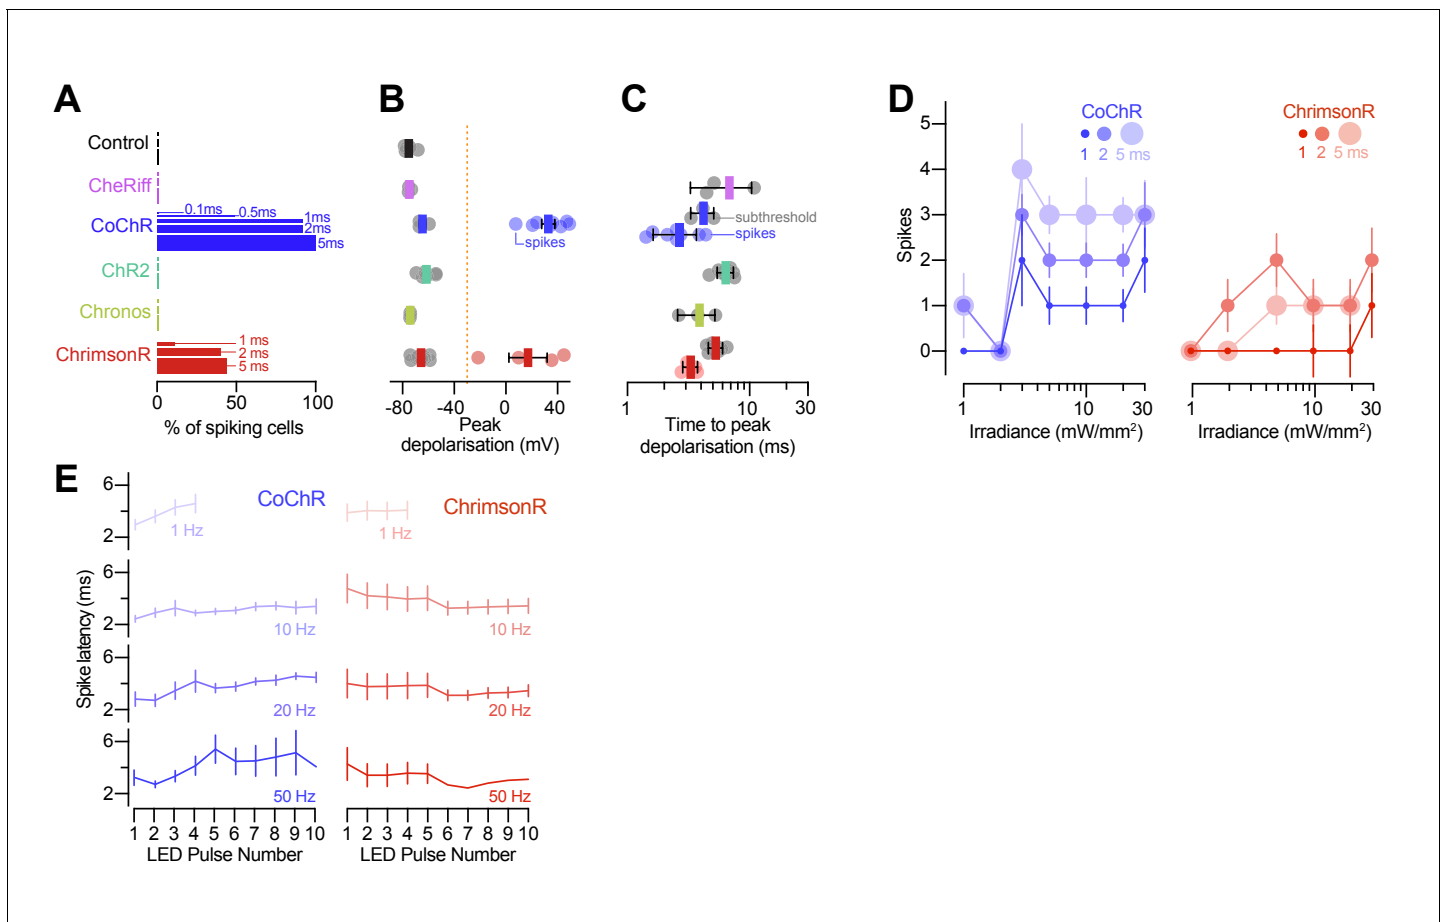 A
Control
CheRiff
CoChR
ChR2
Chronos
ChrimsonR
0.1ms
0.5ms
1ms
2ms
5ms
1 ms
2 ms
5 ms
0 50 100
% of spiking cells
B
spikes
-80 -40 0 40
Peak
depolarisation (mV)
C
subthreshold
spikes
1 10 30
Time to peak
depolarisation (ms)
D
CoChR
1 2 5 ms
ChrimsonR
1 2 5 ms
Spikes
5
4
3
2
1
0
1 10 30
Irradiance (mW/mm²)
1 10 30
Irradiance (mW/mm²)
E
CoChR
ChrimsonR
Spike latency (ms)
6
2
1 Hz
1 Hz
6
2
10 Hz
10 Hz
6
2
20 Hz
20 Hz
6
2
50 Hz
50 Hz
1 2 3 4 5 6 7 8 9 10
LED Pulse Number
1 2 3 4 5 6 7 8 9 10
LED Pulse Number